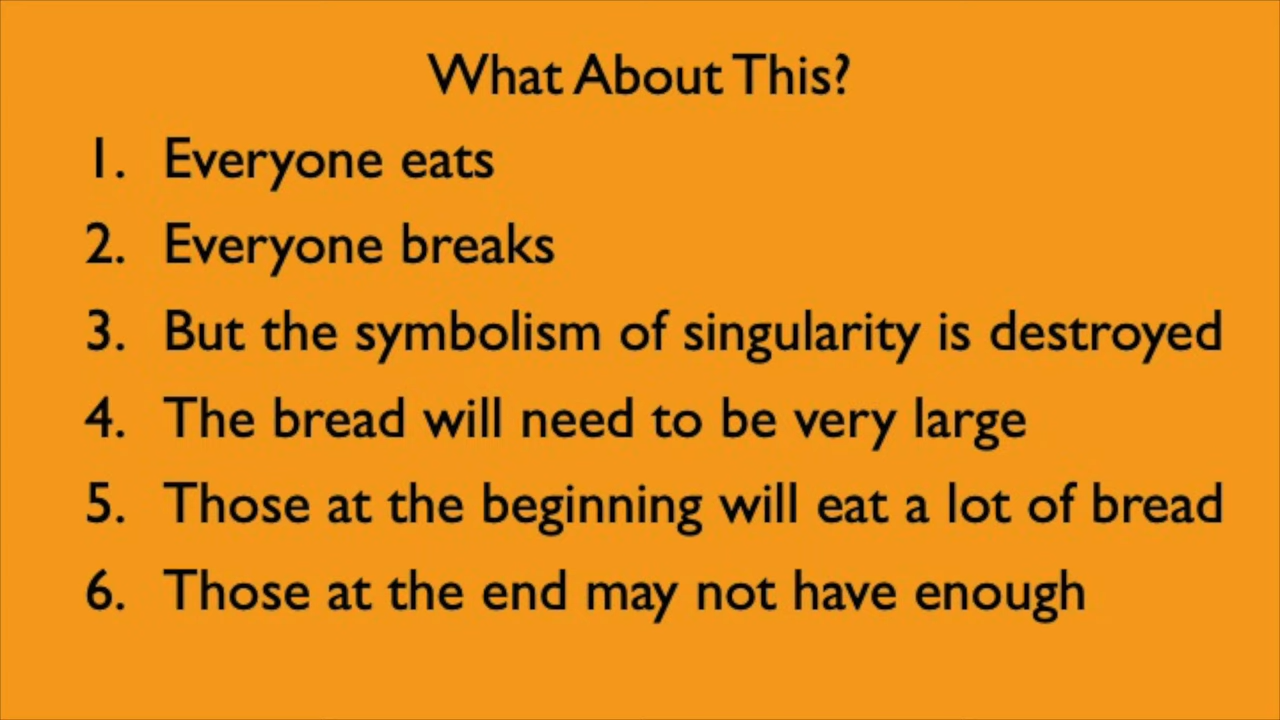 What About This?
1. Everyone eats
2. Everyone breaks
3. But the symbolism of singularity is destroyed
4. The bread will need to be very large
5. Those at the beginning will eat a lot of bread
6. Those at the end may not have enough